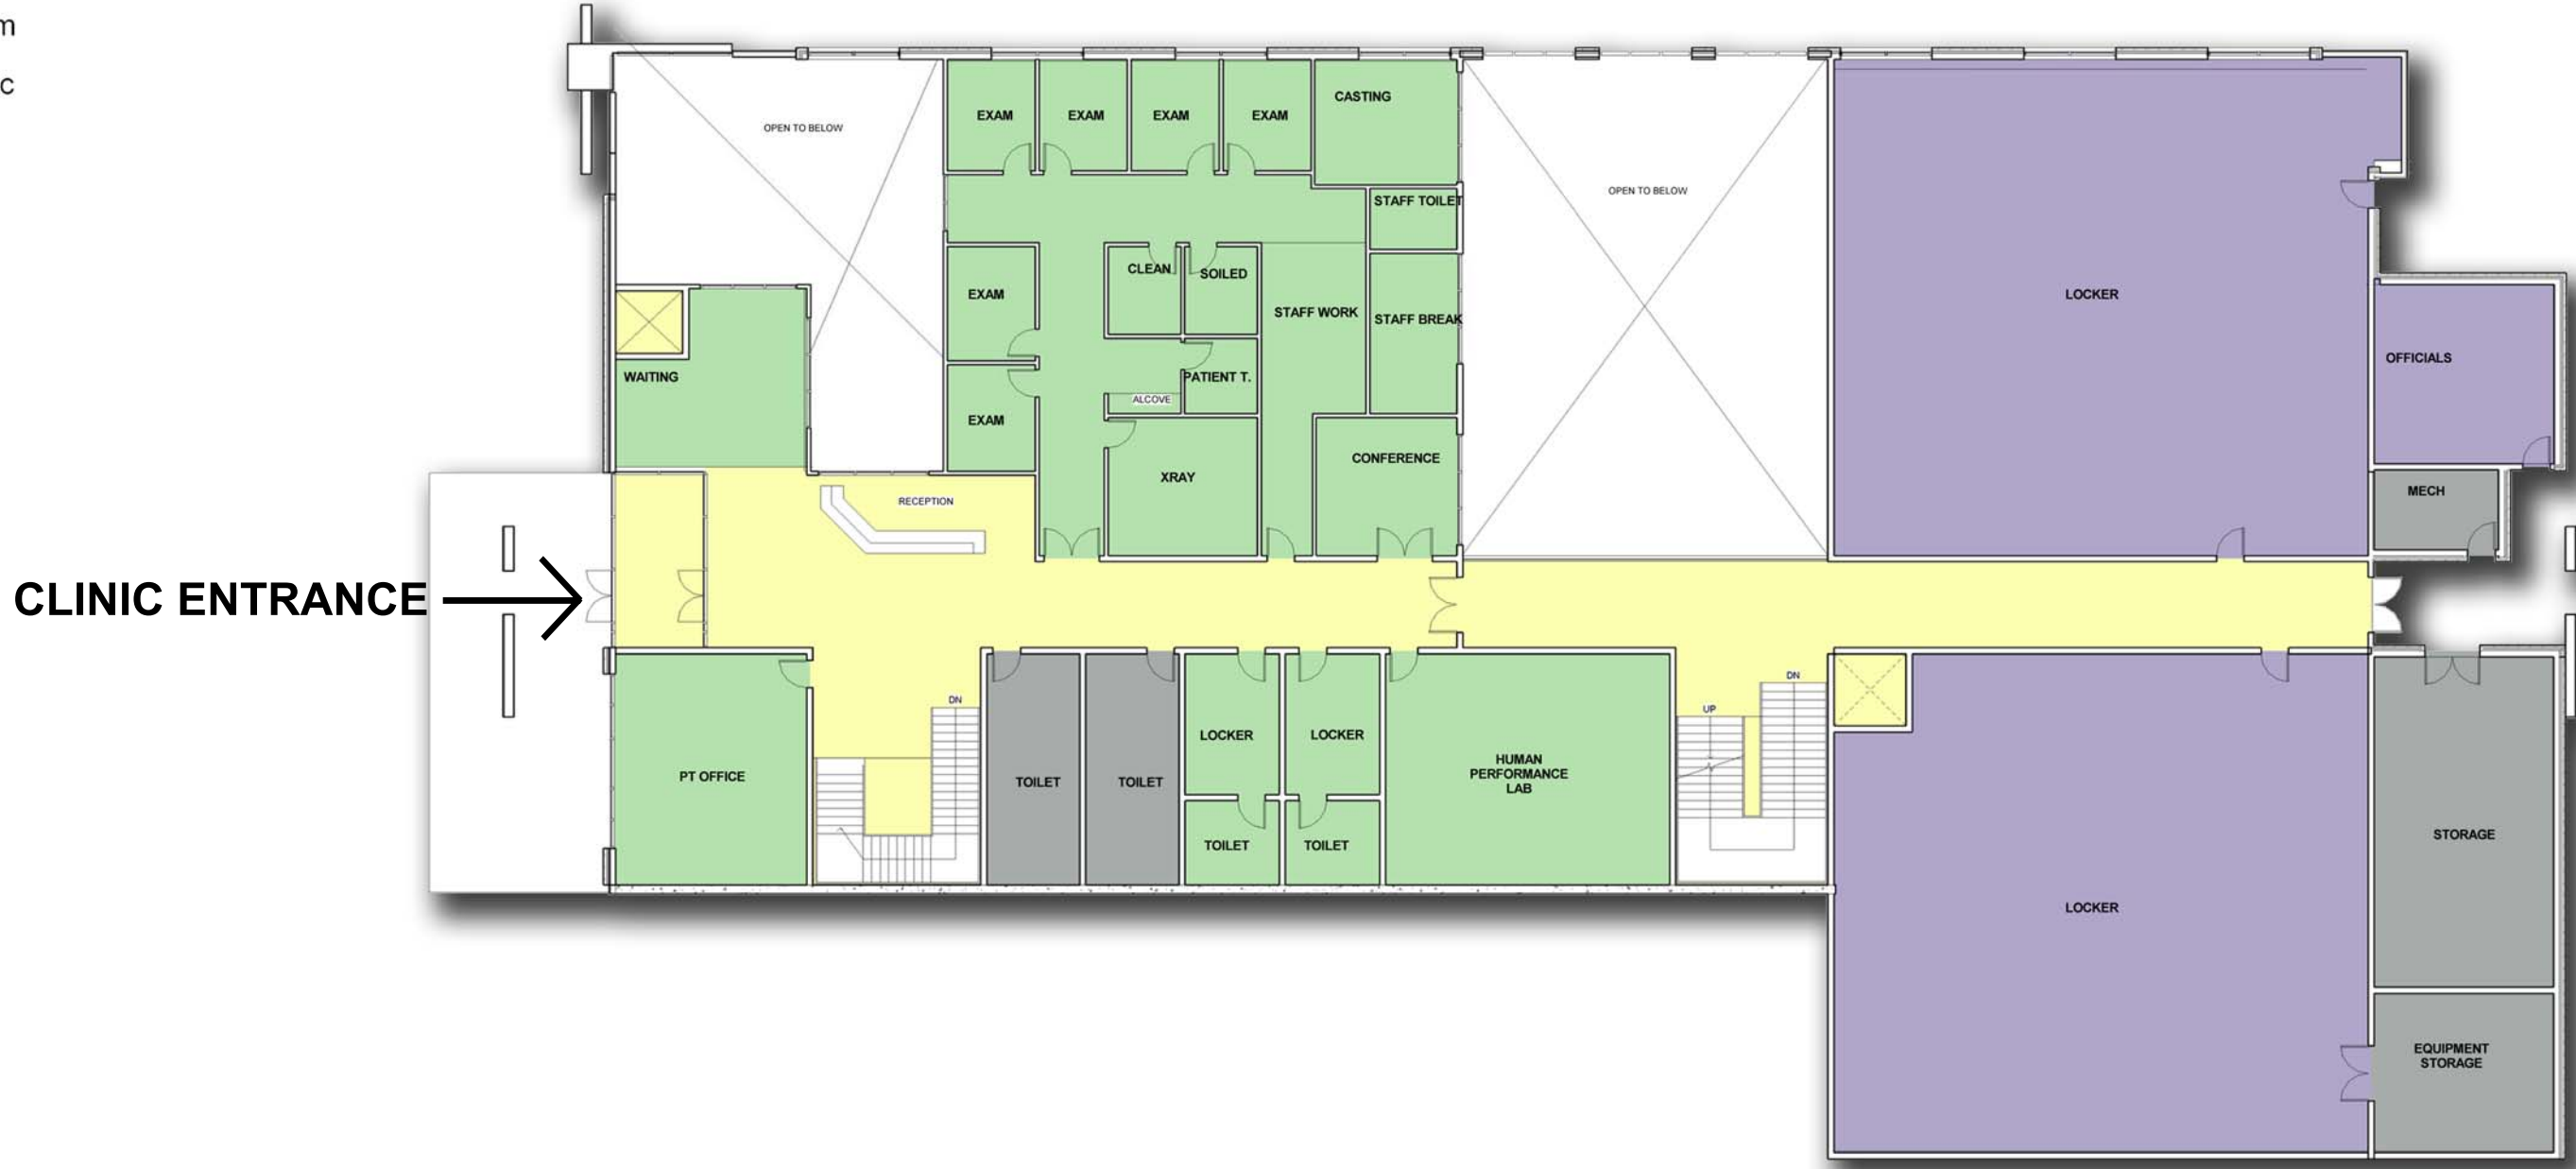 m
c
EXAM
EXAM
EXAM
EXAM
CASTING
OPEN TO BELOW
OPEN TO BELOW
STAFF TOILET
CLEAN
SOILED
EXAM
LOCKER
STAFF WORK
STAFF BREAK
OFFICIALS
WAITING
PATIENT T.
ALCOVE
EXAM
CONFERENCE
XRAY
MECH
RECEPTION
CLINIC ENTRANCE
DN
DN
UP
LOCKER
LOCKER
PT OFFICE
TOILET
TOILET
HUMAN
PERFORMANCE
LAB
TOILET
TOILET
STORAGE
LOCKER
EQUIPMENT
STORAGE